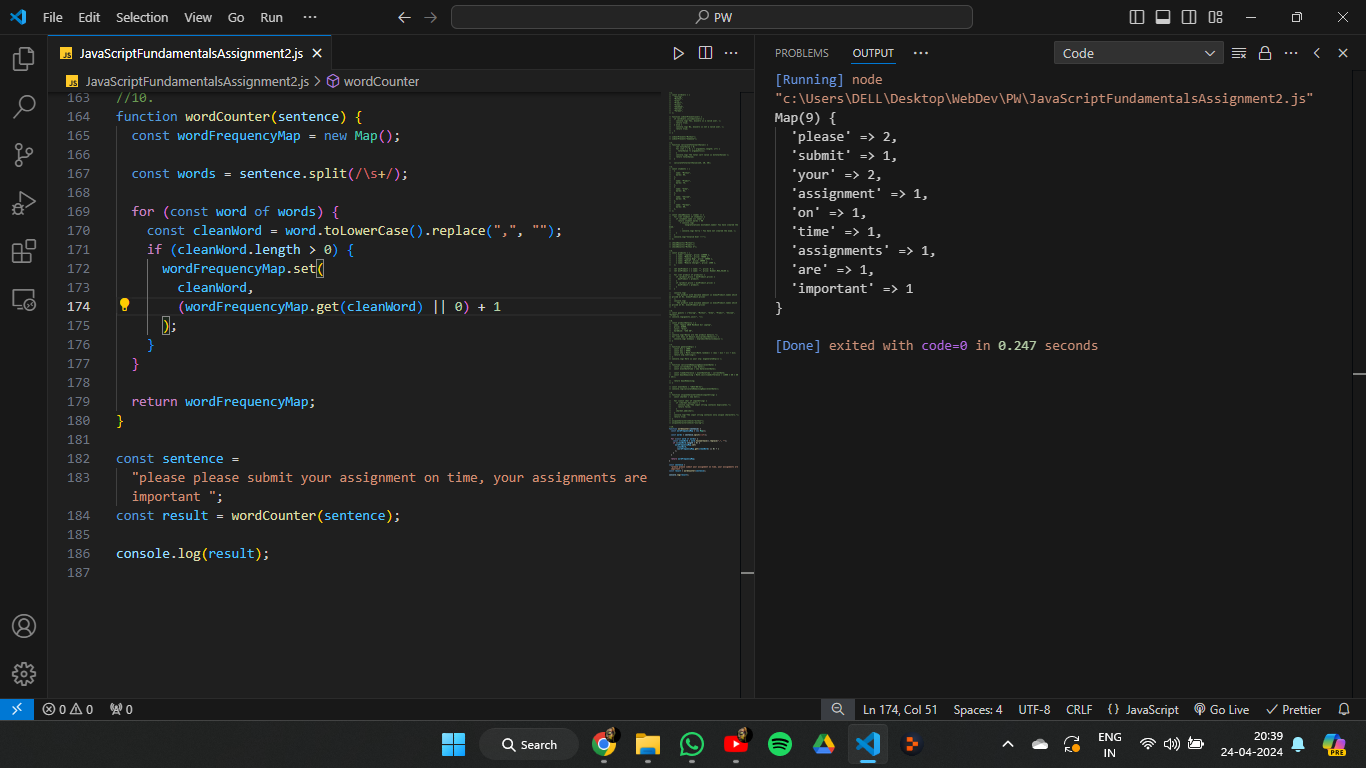 File Edit Selection View Go Run ···
PW
JavaScriptFundamentalsAssignment2.js
JavaScriptFundamentalsAssignment2.js > wordCounter
163 //10.
164 function wordCounter(sentence) {
165 const wordFrequencyMap = new Map();
166
167 const words = sentence.split(/\s+/);
168
169 for (const word of words) {
170 const cleanWord = word.toLowerCase().replace(",", "");
171 if (cleanWord.length > 0) {
172 wordFrequencyMap.set(
173 cleanWord,
174 (wordFrequencyMap.get(cleanWord) || 0) + 1
175 );
176 }
177 }
178
179 return wordFrequencyMap;
180 }
181
182 const sentence =
183 "please please submit your assignment on time, your assignments are
important ";
184 const result = wordCounter(sentence);
185
186 console.log(result);
187
PROBLEMS OUTPUT ···
Code
[Running] node
"c:\Users\DELL\Desktop\WebDev\PW\JavaScriptFundamentalsAssignment2.js"
Map(9) {
'please' => 2,
'submit' => 1,
'your' => 2,
'assignment' => 1,
'on' => 1,
'time' => 1,
'assignments' => 1,
'are' => 1,
'important' => 1
}
[Done] exited with code=0 in 0.247 seconds
0 0 0
Ln 174, Col 51 Spaces: 4 UTF-8 CRLF {} JavaScript Go Live Prettier
Search
ENG
IN
20:39
24-04-2024
PRE